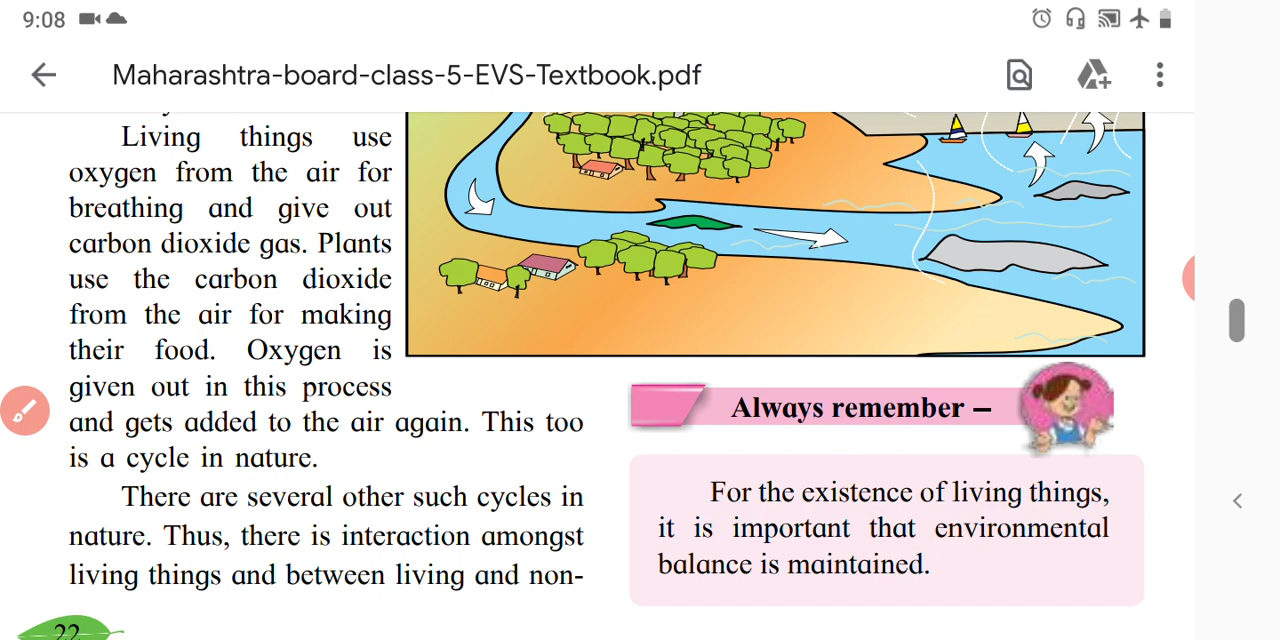 9:08
Maharashtra-board-class-5-EVS-Textbook.pdf
Living things use
oxygen from the air for
breathing and give out
carbon dioxide gas. Plants
use the carbon dioxide
from the air for making
their food. Oxygen is
given out in this process
and gets added to the air again. This too
is a cycle in nature.
There are several other such cycles in
nature. Thus, there is interaction amongst
living things and between living and non-
22
Always remember –
For the existence of living things,
it is important that environmental
balance is maintained.